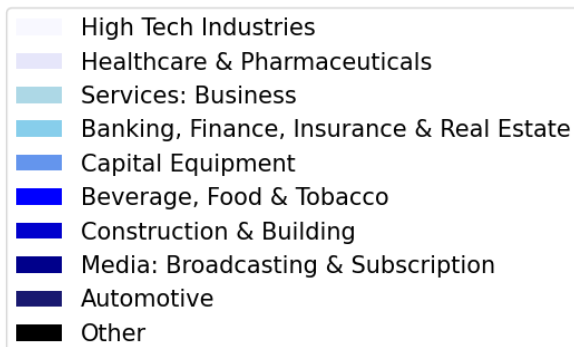 High Tech Industries
Healthcare & Pharmaceuticals
Services: Business
Banking, Finance, Insurance & Real Estate
Capital Equipment
Beverage, Food & Tobacco
Construction & Building
Media: Broadcasting & Subscription
Automotive
Other